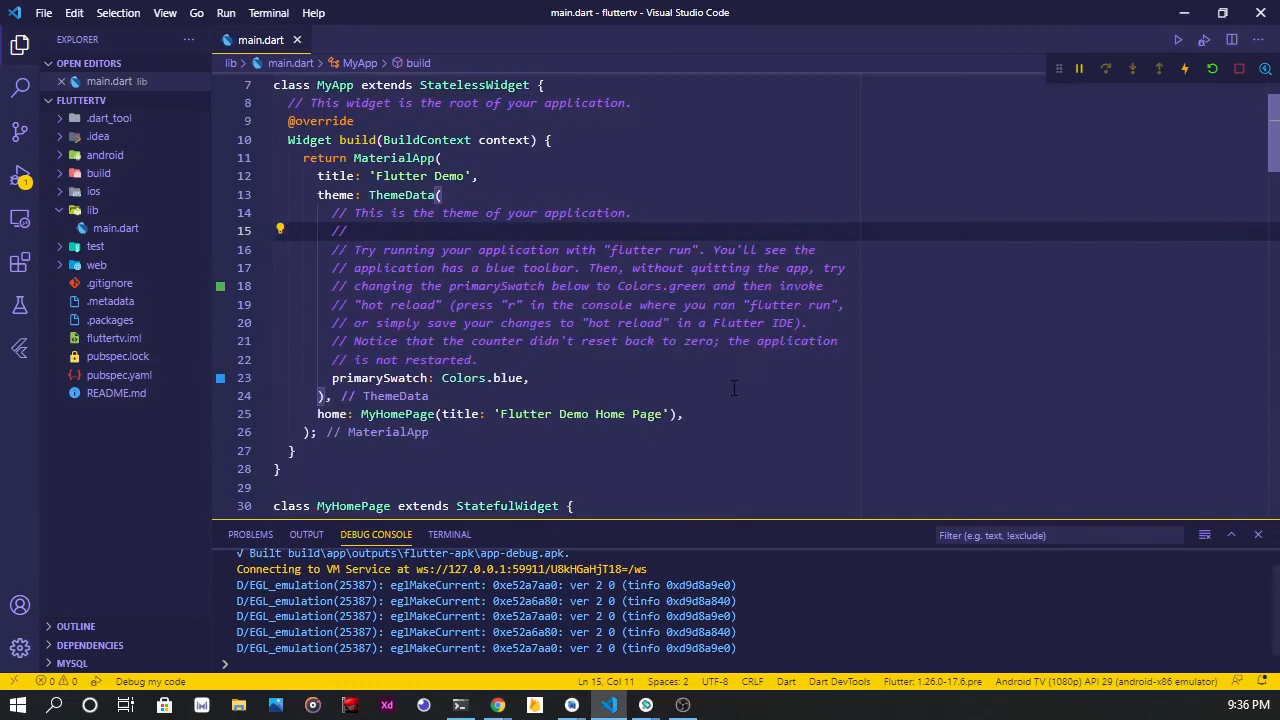 File Edit Selection View Go Run Terminal Help
main.dart - fluttertv - Visual Studio Code
EXPLORER
OPEN EDITORS
main.dart lib
FLUTTERTV
.dart_tool
.idea
android
build
ios
lib
main.dart
test
web
.gitignore
.metadata
.packages
fluttertv.iml
pubspec.lock
pubspec.yaml
README.md
OUTLINE
DEPENDENCIES
MYSQL
1
main.dart
lib > main.dart > MyApp > build
7 class MyApp extends StatelessWidget {
8 // This widget is the root of your application.
9 @override
10 Widget build(BuildContext context) {
11 return MaterialApp(
12 title: 'Flutter Demo',
13 theme: ThemeData(
14 // This is the theme of your application.
15 //
16 // Try running your application with "flutter run". You'll see the
17 // application has a blue toolbar. Then, without quitting the app, try
18 // changing the primarySwatch below to Colors.green and then invoke
19 // "hot reload" (press "r" in the console where you ran "flutter run",
20 // or simply save your changes to "hot reload" in a Flutter IDE).
21 // Notice that the counter didn't reset back to zero; the application
22 // is not restarted.
23 primarySwatch: Colors.blue,
24 ), // ThemeData
25 home: MyHomePage(title: 'Flutter Demo Home Page'),
26 ); // MaterialApp
27 }
28 }
29
30 class MyHomePage extends StatefulWidget {
PROBLEMS OUTPUT DEBUG CONSOLE TERMINAL
Filter (e.g. text, !exclude)
√ Built build\app\outputs\flutter-apk\app-debug.apk.
Connecting to VM Service at ws://127.0.0.1:59911/U8kHGaHjT18=/ws
D/EGL_emulation(25387): eglMakeCurrent: 0xe52a7aa0: ver 2 0 (tinfo 0xd9d8a9e0)
D/EGL_emulation(25387): eglMakeCurrent: 0xe52a6a80: ver 2 0 (tinfo 0xd9d8a840)
D/EGL_emulation(25387): eglMakeCurrent: 0xe52a7aa0: ver 2 0 (tinfo 0xd9d8a9e0)
D/EGL_emulation(25387): eglMakeCurrent: 0xe52a6a80: ver 2 0 (tinfo 0xd9d8a840)
D/EGL_emulation(25387): eglMakeCurrent: 0xe52a7aa0: ver 2 0 (tinfo 0xd9d8a9e0)
>
0 0 Debug my code Ln 15, Col 11 Spaces: 2 UTF-8 CRLF Dart Dart DevTools Flutter: 1.26.0-17.6.pre Android TV (1080p) API 29 (android-x86 emulator)
Xd
9:36 PM